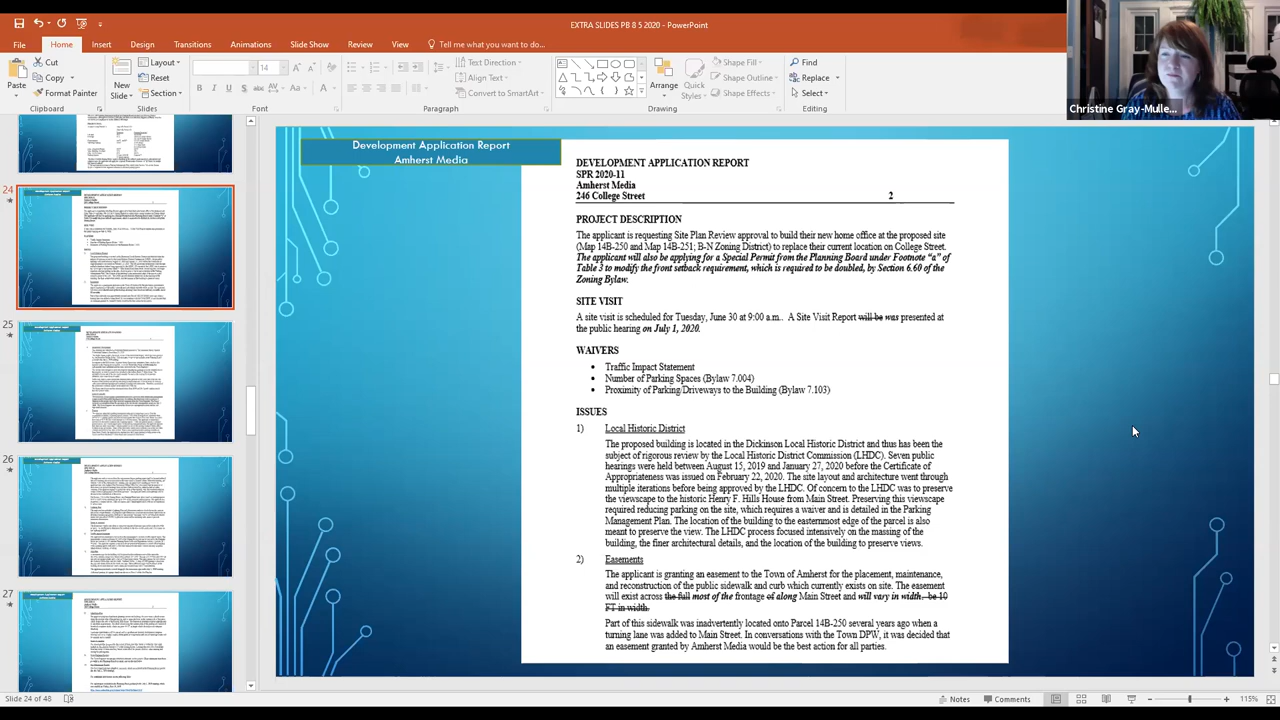 EXTRA SLIDES PB 8 5 2020 - PowerPoint
File Home Insert Design Transitions Animations Slide Show Review View Tell me what you want to do...
Paste
Cut
Copy
Format Painter
Clipboard
New Slide
Layout
Reset
Section
Slides
14
Font
Text Direction
Align Text
Convert to SmartArt
Paragraph
Arrange
Quick Styles
Shape Fill
Shape Outline
Shape Effects
Drawing
Find
Replace
Select
Editing
Christine Gray-Mulle...
24
25
26
27
Development Application Report
Amherst Media
DEVELOPMENT APPLICATION REPORT
SPR 2020-11
Amherst Media
246 College Street 2
PROJECT DESCRIPTION
The applicant is requesting Site Plan Review approval to build their new home office at the proposed site
(Map 14B-250 and Map 14B-251; B-N Zoning District) to replace their current location on College Street.
The applicant will also be applying for a Special Permit from the Planning Board under Footnote "a" of
Table 3 to modify the front setback requirement, which is required to be doubled, by Section 6.60 of the
Zoning Bylaw.
SITE VISIT
A site visit is scheduled for Tuesday, June 30 at 9:00 a.m.. A Site Visit Report will be was presented at
the public hearing on July 1, 2020.
WAIVERS
• Traffic Impact Statement
• Number of Parking Spaces (Bylaw 7.004)
• Proximity of Parking/Driveways to the Building (Bylaw 7.103)
ISSUES
1) Local Historic District
The proposed building is located in the Dickinson Local Historic District and thus has been the
subject of rigorous review by the Local Historic District Commission (LHDC). Seven public
hearings were held between August 15, 2019 and January 27, 2020 before the Certificate of
Appropriateness was issued on February 22, 2020. The site layout and architecture went through
multiple iterations before being approved by the LHDC. Of concern to the LHDC was to preserve
the viewscape to the historic Henry F. Hills House from Main Street. Preserving this viewscape
required reducing parking on the site, which requires a waiver and is detailed in the Parking
Management Plan. The location of the building to the easternmost edge of the parcel is also
meant to preserve the view. The LHDC process focused intensively on the massing of the
building, the finer architectural details, and the location of the building to preserve views.
2) Easements
The applicant is granting an easement to the Town of Amherst for the placement, maintenance,
and reconstruction of the public sidewalk and curb which currently exists on site. The easement
will exist across the full most of the frontage of along Main Street and will vary in width. be 10
FT in width.
Part of this sidewalk was inadvertently located onto Parcel 14B-250 several years ago when a
turning lane was added to Main Street. In conversations with the Town DPW, it was decided that
an easement granted by Amherst Media would be the best action for all parties.
Slide 24 of 48
Notes
Comments
115%